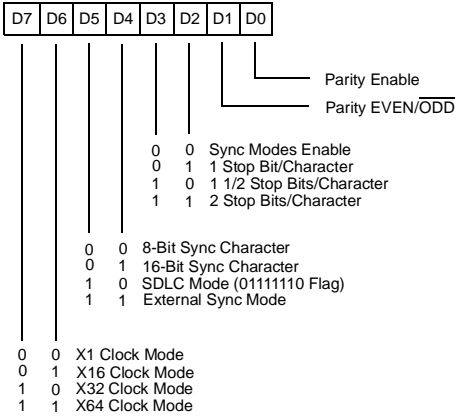 D7 D6 D5 D4 D3 D2 D1 D0
Parity Enable
Parity EVEN/ODD
0 0 Sync Modes Enable
0 1 1 Stop Bit/Character
1 0 1 1/2 Stop Bits/Character
1 1 2 Stop Bits/Character
0 0 8-Bit Sync Character
0 1 16-Bit Sync Character
1 0 SDLC Mode (01111110 Flag)
1 1 External Sync Mode
0 0 X1 Clock Mode
0 1 X16 Clock Mode
1 0 X32 Clock Mode
1 1 X64 Clock Mode